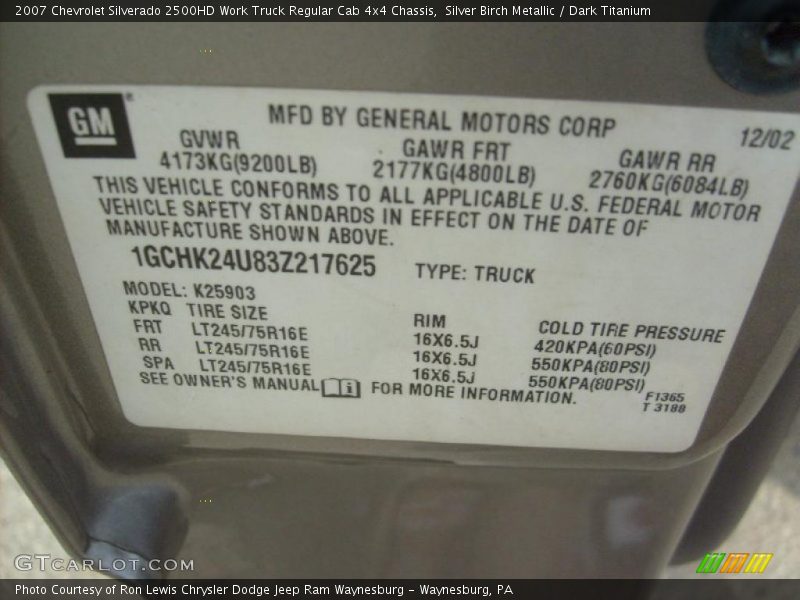 2007 Chevrolet Silverado 2500HD Work Truck Regular Cab 4x4 Chassis,  Silver Birch Metallic / Dark Titanium
GM
MFD BY GENERAL MOTORS CORP
12/02
GVWR GAWR FRT GAWR RR
4173KG(9200LB) 2177KG(4800LB) 2760KG(6084LB)
THIS VEHICLE CONFORMS TO ALL APPLICABLE U.S. FEDERAL MOTOR
VEHICLE SAFETY STANDARDS IN EFFECT ON THE DATE OF
MANUFACTURE SHOWN ABOVE.
1GCHK24U83Z217625 TYPE: TRUCK
MODEL: K25903
KPKQ TIRE SIZE RIM COLD TIRE PRESSURE
FRT LT245/75R16E 16X6.5J 420KPA(60PSI)
RR LT245/75R16E 16X6.5J 550KPA(80PSI)
SPA LT245/75R16E 16X6.5J 550KPA(80PSI)
SEE OWNER'S MANUAL FOR MORE INFORMATION.
F1365
T 3188
GTCARLOT.COM
Photo Courtesy of Ron Lewis Chrysler Dodge Jeep Ram Waynesburg – Waynesburg, PA